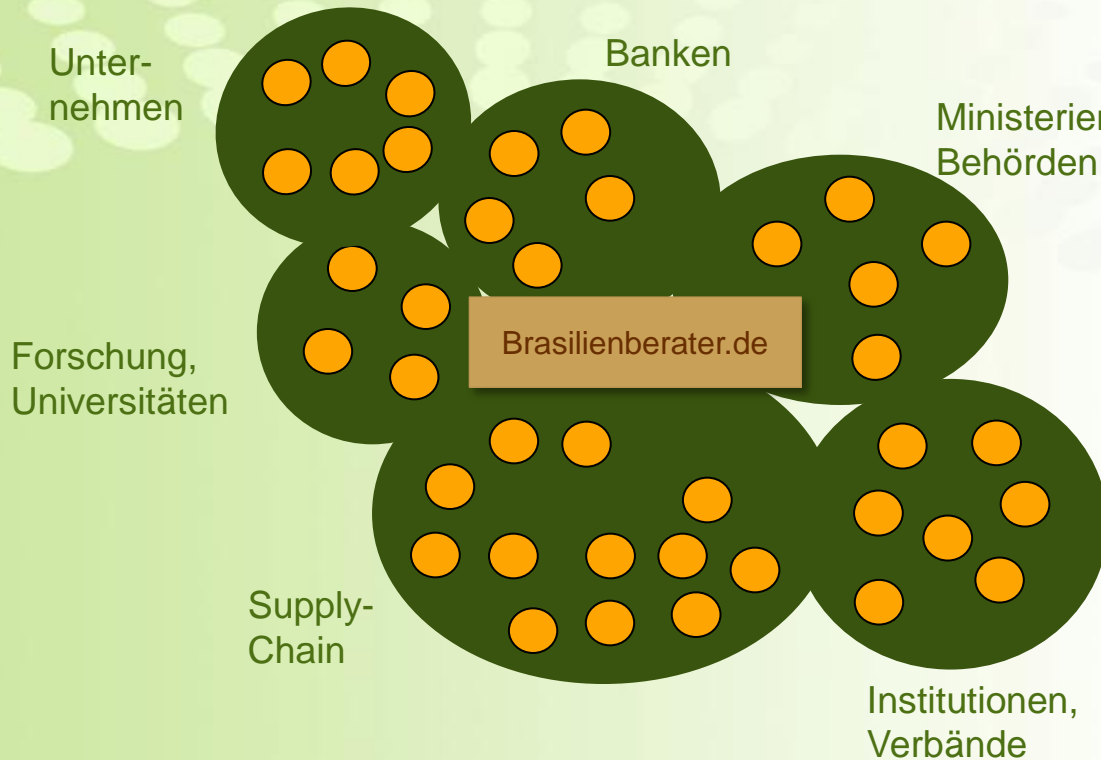 Unter-
nehmen
Banken
Ministerien
Behörden
Brasilienberater.de
Forschung,
Universitäten
Supply-
Chain
Institutionen,
Verbände